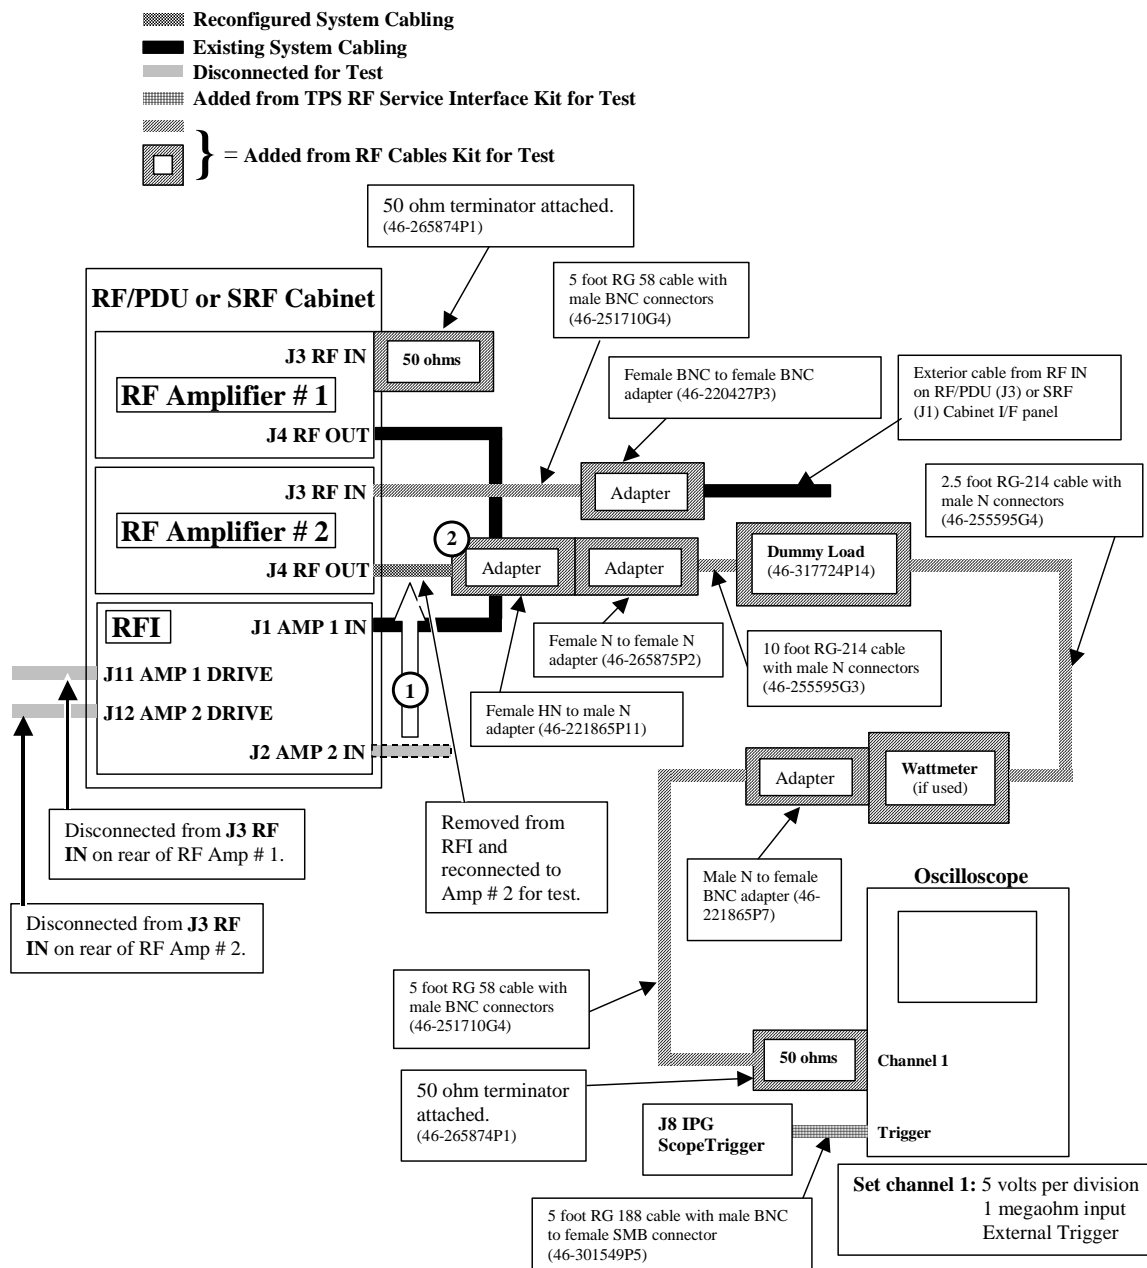 Reconfigured System Cabling
Existing System Cabling
Disconnected for Test
Added from TPS RF Service Interface Kit for Test
} = Added from RF Cables Kit for Test
50 ohm terminator attached.
(46-265874P1)
5 foot RG 58 cable with
male BNC connectors
(46-251710G4)
RF/PDU or SRF Cabinet
J3 RF IN
50 ohms
RF Amplifier # 1
J4 RF OUT
Female BNC to female BNC
adapter (46-220427P3)
Exterior cable from RF IN
on RF/PDU (J3) or SRF
(J1) Cabinet I/F panel
J3 RF IN
Adapter
RF Amplifier # 2
J4 RF OUT
2
Adapter
Adapter
Dummy Load
(46-317724P14)
2.5 foot RG-214 cable with
male N connectors
(46-255595G4)
RFI
J1 AMP 1 IN
J11 AMP 1 DRIVE
J12 AMP 2 DRIVE
J2 AMP 2 IN
1
Female N to female N
adapter (46-265875P2)
10 foot RG-214 cable
with male N connectors
(46-255595G3)
Female HN to male N
adapter (46-221865P11)
Adapter
Wattmeter
(if used)
Disconnected from J3 RF
IN on rear of RF Amp # 1.
Removed from
RFI and
reconnected to
Amp # 2 for test.
Male N to female
BNC adapter (46-
221865P7)
Disconnected from J3 RF
IN on rear of RF Amp # 2.
Oscilloscope
5 foot RG 58 cable with
male BNC connectors
(46-251710G4)
50 ohms
Channel 1
50 ohm terminator
attached.
(46-265874P1)
J8 IPG
ScopeTrigger
Trigger
5 foot RG 188 cable with male BNC
to female SMB connector
(46-301549P5)
Set channel 1: 5 volts per division
1 megaohm input
External Trigger